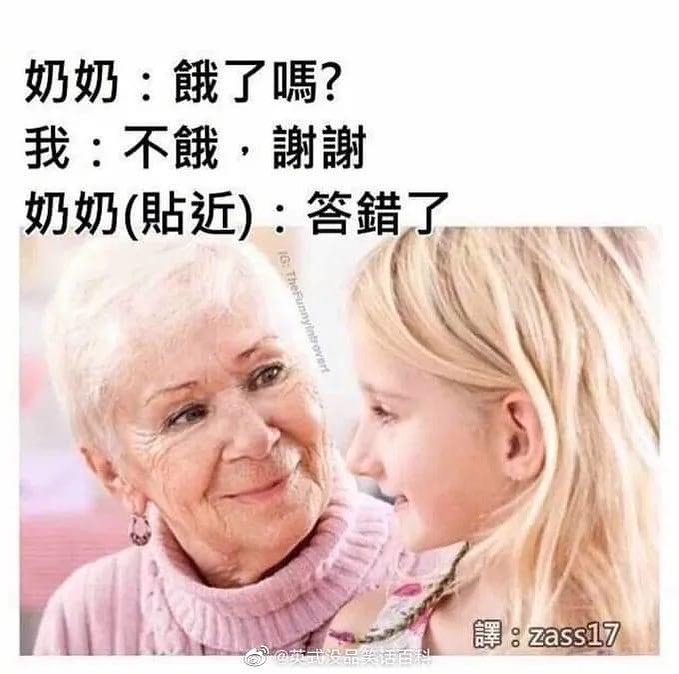 奶奶：餓了嗎?
我：不餓，謝謝
奶奶(貼近)：答錯了
IG: TheFunnyIntrovert
譯：zass17
@英式没品笑话百科